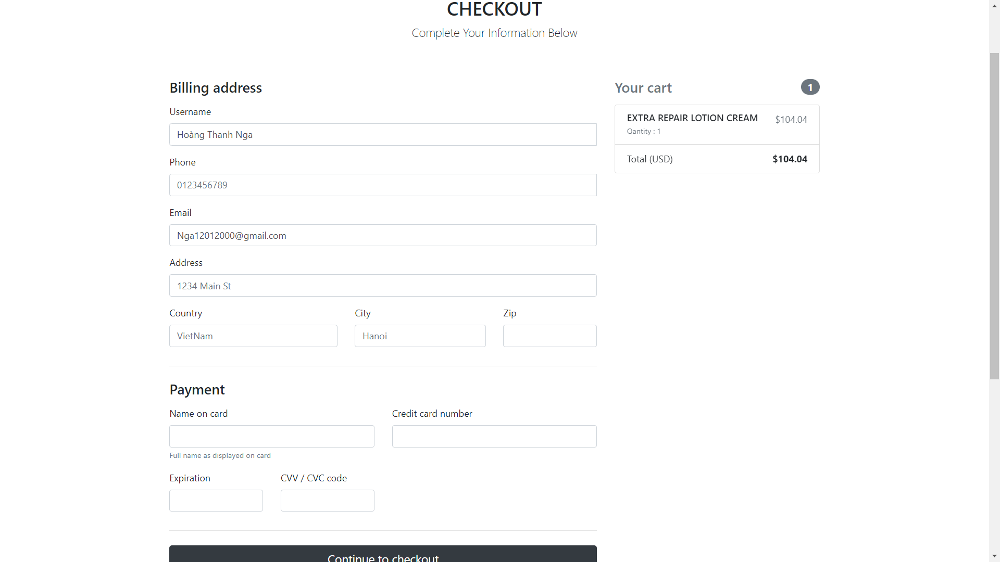 CHECKOUT
Complete Your Information Below
Billing address
Username
Hoàng Thanh Nga
Phone
0123456789
Email
Nga12012000@gmail.com
Address
1234 Main St
Country City Zip
VietNam Hanoi
Payment
Name on card Credit card number
Full name as displayed on card
Expiration CVV / CVC code
Continue to checkout
Your cart 1
EXTRA REPAIR LOTION CREAM $104.04
Qantity : 1
Total (USD) $104.04